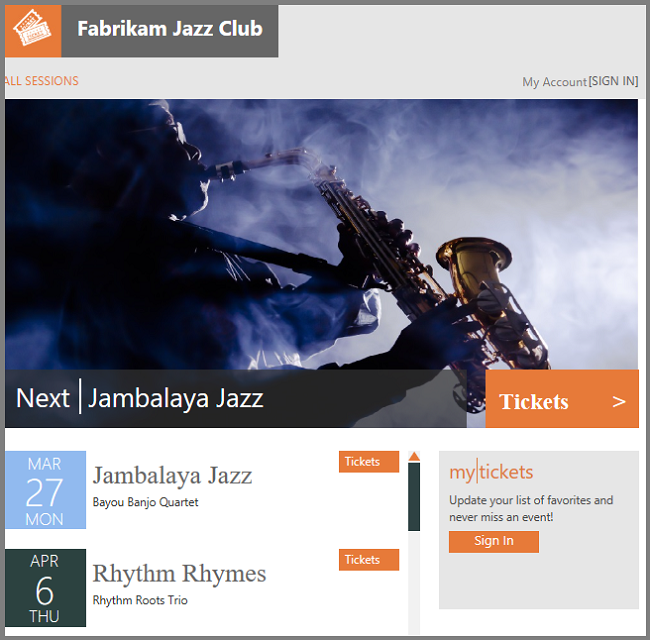 Fabrikam Jazz Club
ALL SESSIONS
My Account [SIGN IN]
Next | Jambalaya Jazz
Tickets >
MAR
27
MON
Jambalaya Jazz
Bayou Banjo Quartet
Tickets
APR
6
THU
Rhythm Rhymes
Rhythm Roots Trio
Tickets
my|tickets
Update your list of favorites and
never miss an event!
Sign In